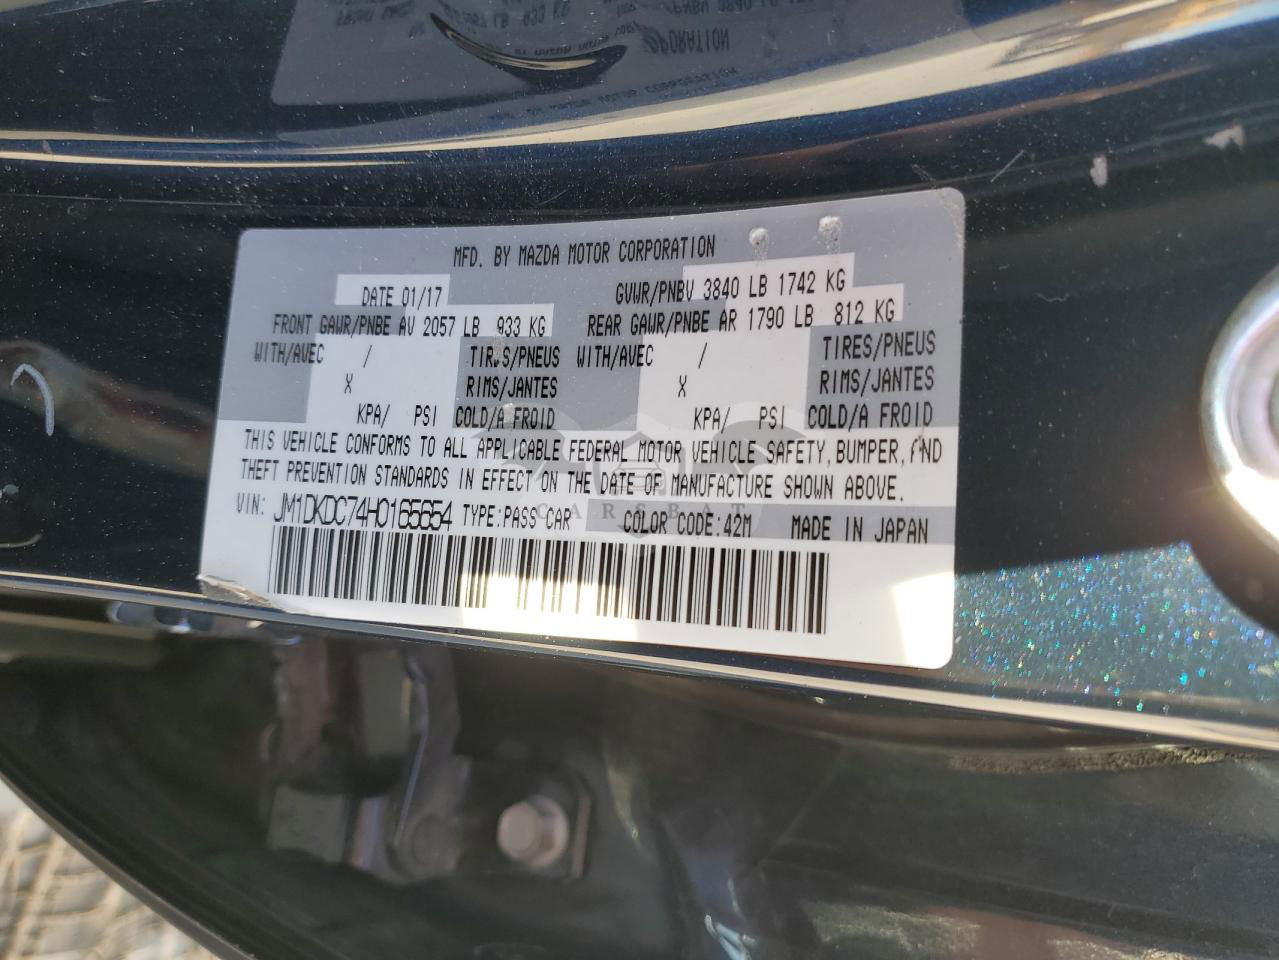 MFD. BY MAZDA MOTOR CORPORATION
DATE 01/17 GVWR/PNBV 3840 LB 1742 KG
FRONT GAWR/PNBE AV 2057 LB 933 KG REAR GAWR/PNBE AR 1790 LB 812 KG
WITH/AVEC / TIRES/PNEUS WITH/AVEC / TIRES/PNEUS
X RIMS/JANTES X RIMS/JANTES
KPA/ PSI COLD/A FROID KPA/ PSI COLD/A FROID
THIS VEHICLE CONFORMS TO ALL APPLICABLE FEDERAL MOTOR VEHICLE SAFETY, BUMPER, AND
THEFT PREVENTION STANDARDS IN EFFECT ON THE DATE OF MANUFACTURE SHOWN ABOVE.
VIN: JM1DKDC74H0165654 TYPE:PASS CAR COLOR CODE:42M MADE IN JAPAN
CARSBAT